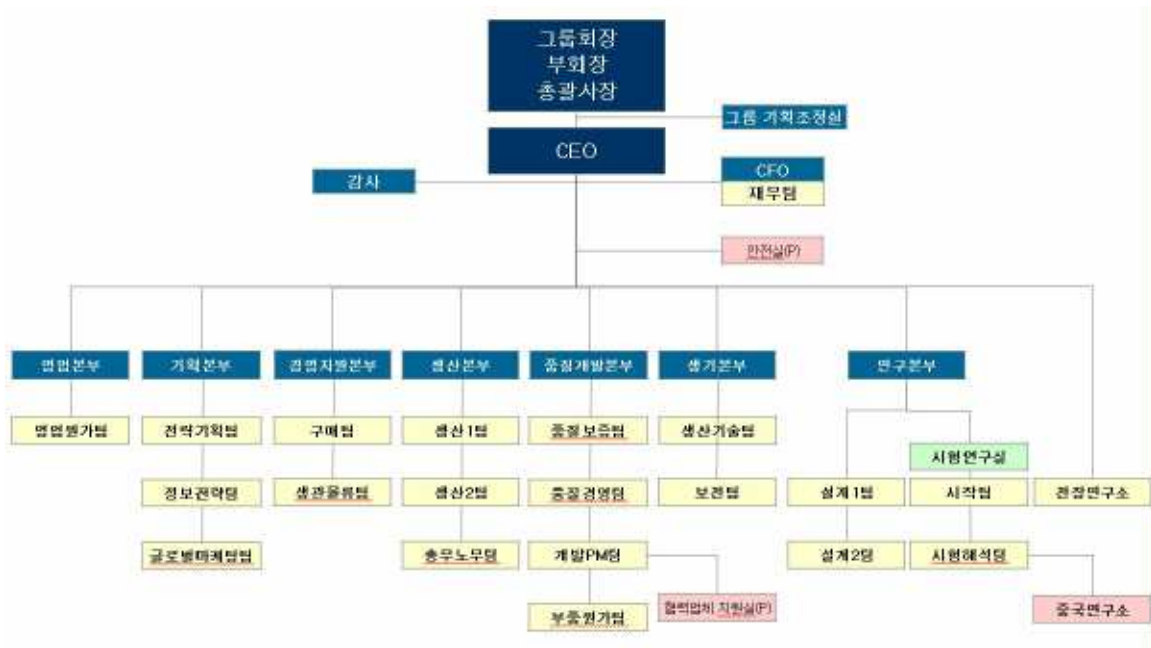 그룹회장
부회장
총괄사장
그룹 기획조정실
CEO
감사
CFO
재무팀
안전실(P)
영업본부
기획본부
경영지원본부
생산본부
품질개발본부
생기본부
연구본부
영업원가팀
전략기획팀
구매팀
생산1팀
품질보증팀
생산기술팀
시험연구실
정보전략팀
생관물류팀
생산2팀
품질경영팀
보전팀
설계1팀
시작팀
전장연구소
글로벌마케팅팀
총무노무팀
개발PM팀
설계2팀
시험해석팀
부품원가팀
협력업체 지원실(P)
중국연구소